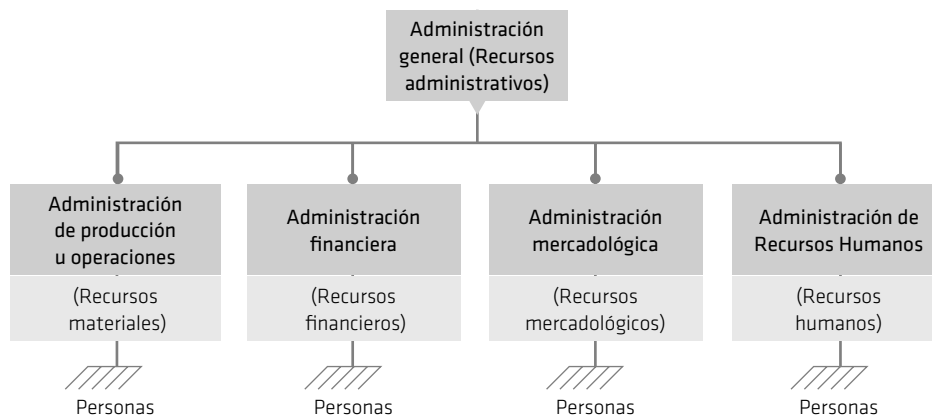 Administración
general (Recursos
administrativos)
Administración
de producción
u operaciones
(Recursos
materiales)
Personas
Administración
financiera
(Recursos
financieros)
Personas
Administración
mercadológica
(Recursos
mercadológicos)
Personas
Administración de
Recursos Humanos
(Recursos
humanos)
Personas